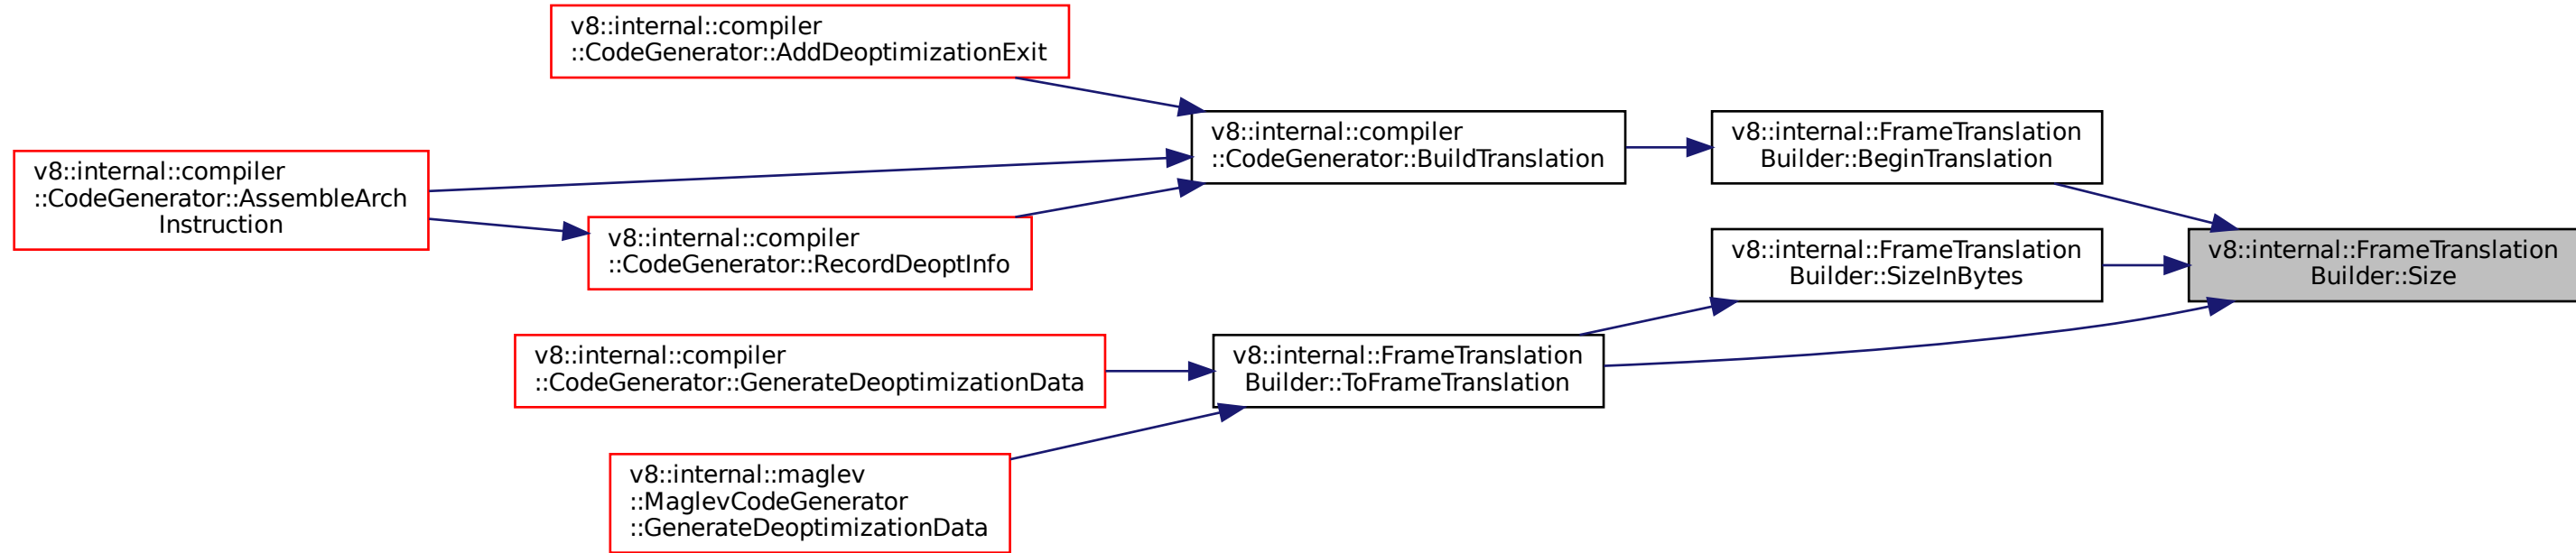 v8::internal::compiler
::CodeGenerator::AddDeoptimizationExit
v8::internal::compiler
::CodeGenerator::BuildTranslation
v8::internal::FrameTranslation
Builder::BeginTranslation
v8::internal::compiler
::CodeGenerator::AssembleArch
Instruction
v8::internal::compiler
::CodeGenerator::RecordDeoptInfo
v8::internal::FrameTranslation
Builder::SizeInBytes
v8::internal::FrameTranslation
Builder::Size
v8::internal::compiler
::CodeGenerator::GenerateDeoptimizationData
v8::internal::FrameTranslation
Builder::ToFrameTranslation
v8::internal::maglev
::MaglevCodeGenerator
::GenerateDeoptimizationData